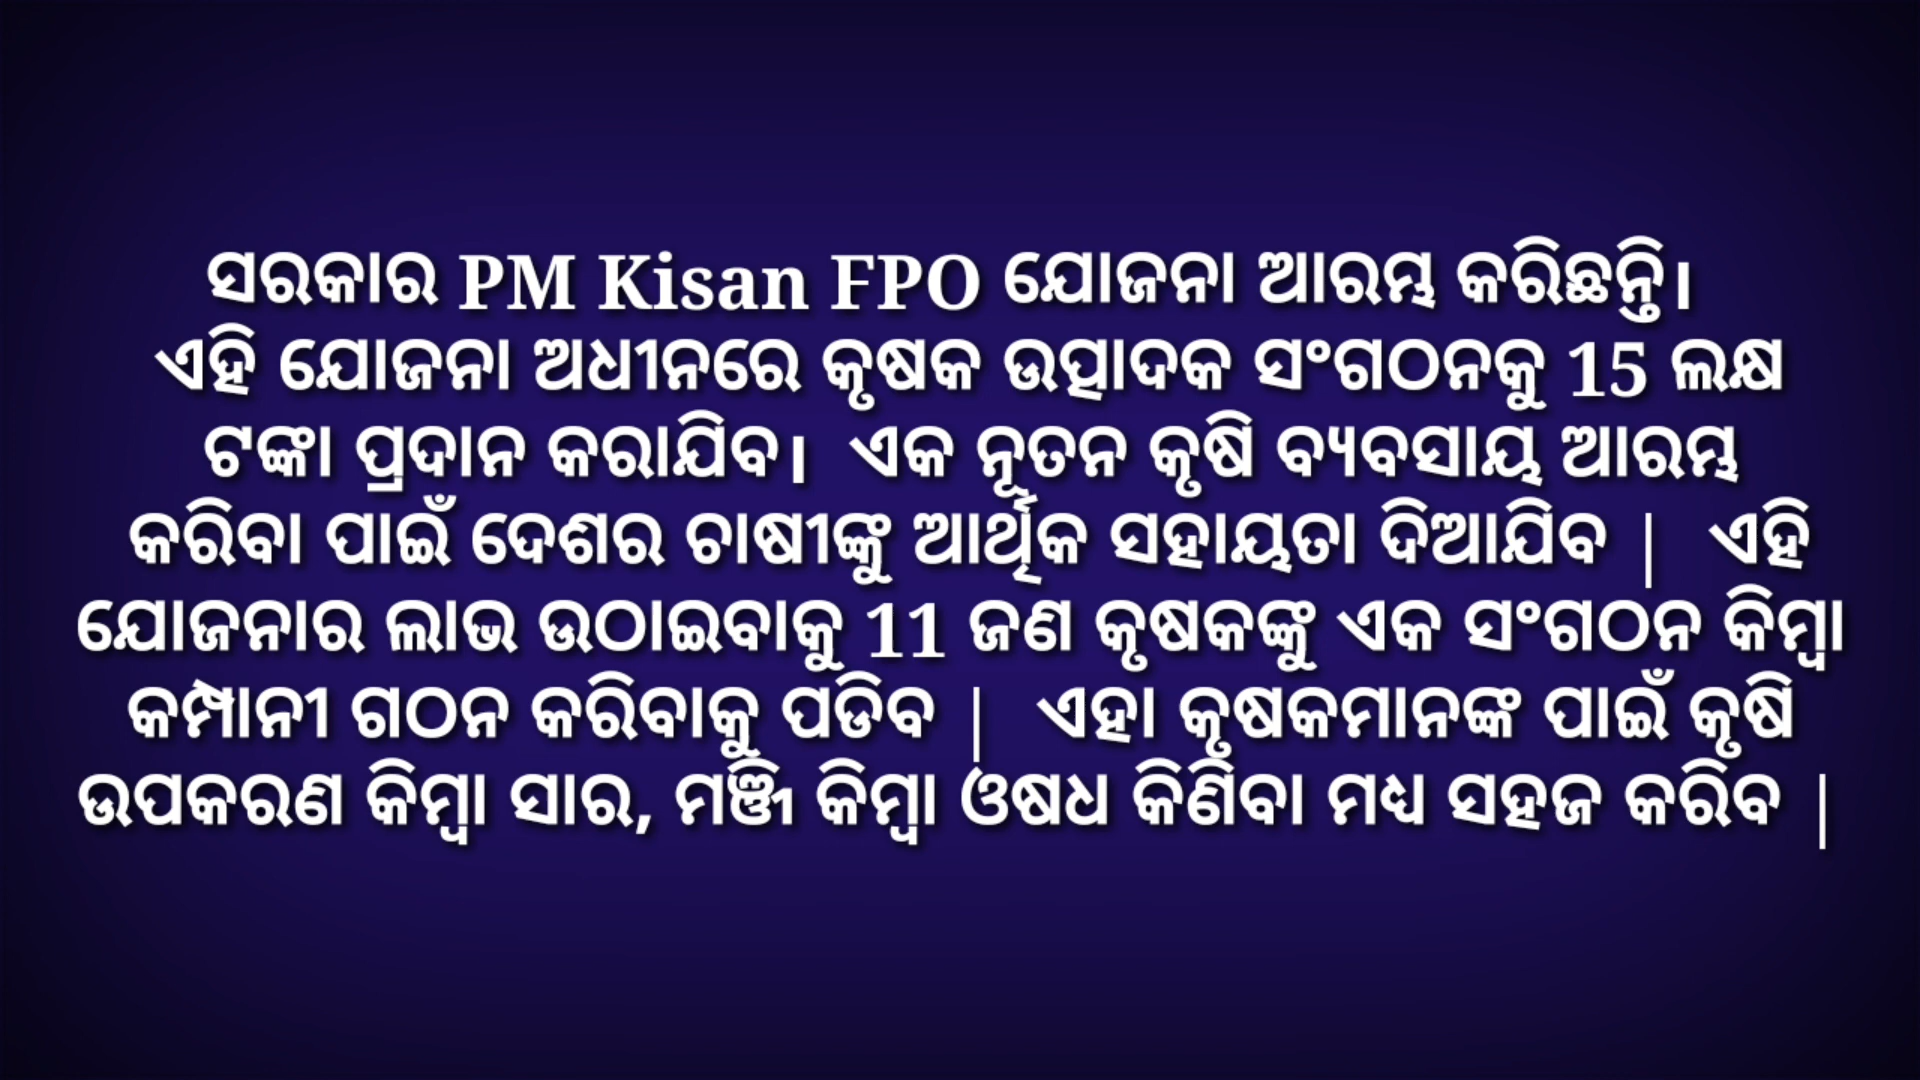 ସରକାର PM Kisan FPO ଯୋଜନା ଆରମ୍ଭ କରିଛନ୍ତି।
ଏହି ଯୋଜନା ଅଧୀନରେ କୃଷକ ଉତ୍ପାଦକ ସଂଗଠନକୁ 15 ଲକ୍ଷ
ଟଙ୍କା ପ୍ରଦାନ କରାଯିବ। ଏକ ନୂତନ କୃଷି ବ୍ୟବସାୟ ଆରମ୍ଭ
କରିବା ପାଇଁ ଦେଶର ଚାଷୀଙ୍କୁ ଆର୍ଥିକ ସହାୟତା ଦିଆଯିବ | ଏହି
ଯୋଜନାର ଲାଭ ଉଠାଇବାକୁ 11 ଜଣ କୃଷକଙ୍କୁ ଏକ ସଂଗଠନ କିମ୍ବା
କମ୍ପାନୀ ଗଠନ କରିବାକୁ ପଡିବ | ଏହା କୃଷକମାନଙ୍କ ପାଇଁ କୃଷି
ଉପକରଣ କିମ୍ବା ସାର, ମଞ୍ଜି କିମ୍ବା ଓଷଧ କିଣିବା ମଧ୍ୟ ସହଜ କରିବ |